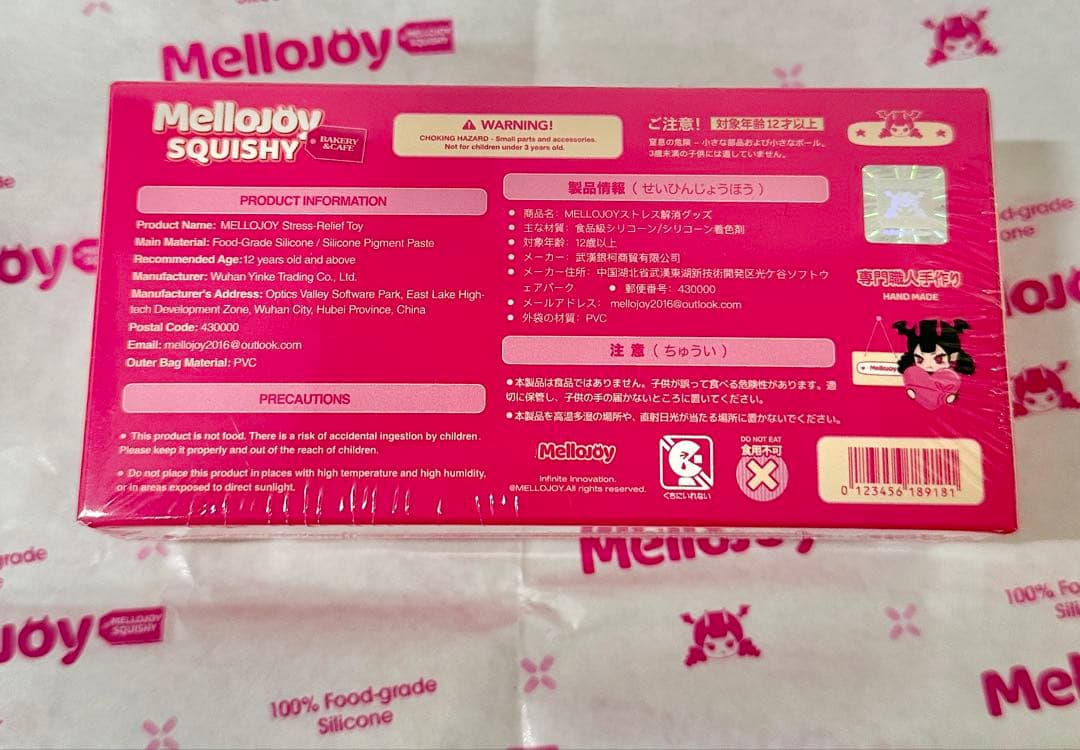 MelloJoy
MELLOJOY
SQUISHY
MelloJoy
SQUISHY
BAKERY
&CAFE
⚠ WARNING!
CHOKING HAZARD - Small parts and accessories.
Not for children under 3 years old.
ご注意! 対象年齢12才以上
窒息の危険 – 小さな部品および小さなボール。
3歳未満の子供には適していません。
PRODUCT INFORMATION
Product Name: MELLOJOY Stress-Relief Toy
Main Material: Food-Grade Silicone / Silicone Pigment Paste
Recommended Age:12 years old and above
Manufacturer: Wuhan Yinke Trading Co., Ltd.
Manufacturer's Address: Optics Valley Software Park, East Lake High-
tech Development Zone, Wuhan City, Hubei Province, China
Postal Code: 430000
Email: mellojoy2016@outlook.com
Outer Bag Material: PVC
PRECAUTIONS
● This product is not food. There is a risk of accidental ingestion by children.
Please keep it properly and out of the reach of children.
● Do not place this product in places with high temperature and high humidity,
or in areas exposed to direct sunlight.
製品情報 ( せいひんじょうほう )
● 商品名: MELLOJOYストレス解消グッズ
● 主な材質: 食品級シリコーン/シリコーン着色剤
● 対象年齢: 12歳以上
● メーカー: 武漢銀柯商貿有限公司
● メーカー住所: 中国湖北省武漢東湖新技術開発区光ケ谷ソフトウ
ェアパーク ● 郵便番号: 430000
● メールアドレス: mellojoy2016@outlook.com
● 外袋の材質: PVC
注 意 ( ちゅうい )
●本製品は食品ではありません。子供が誤って食べる危険性があります。適
切に保管し、子供の手の届かないところに置いてください。
●本製品を高温多湿の場所や、直射日光が当たる場所に置かないでください。
MelloJoy
Infinite Innovation.
@MELLOJOY.All rights reserved.
くちにいれない
DO NOT EAT
食用不可
専門職人手作り
HAND MADE
MelloJoy
0 123456 189181
MelloJoy
grade
100% Food-grade
Silicone
MELLOJOY
SQUISHY
100% Fo
Sili
Mel